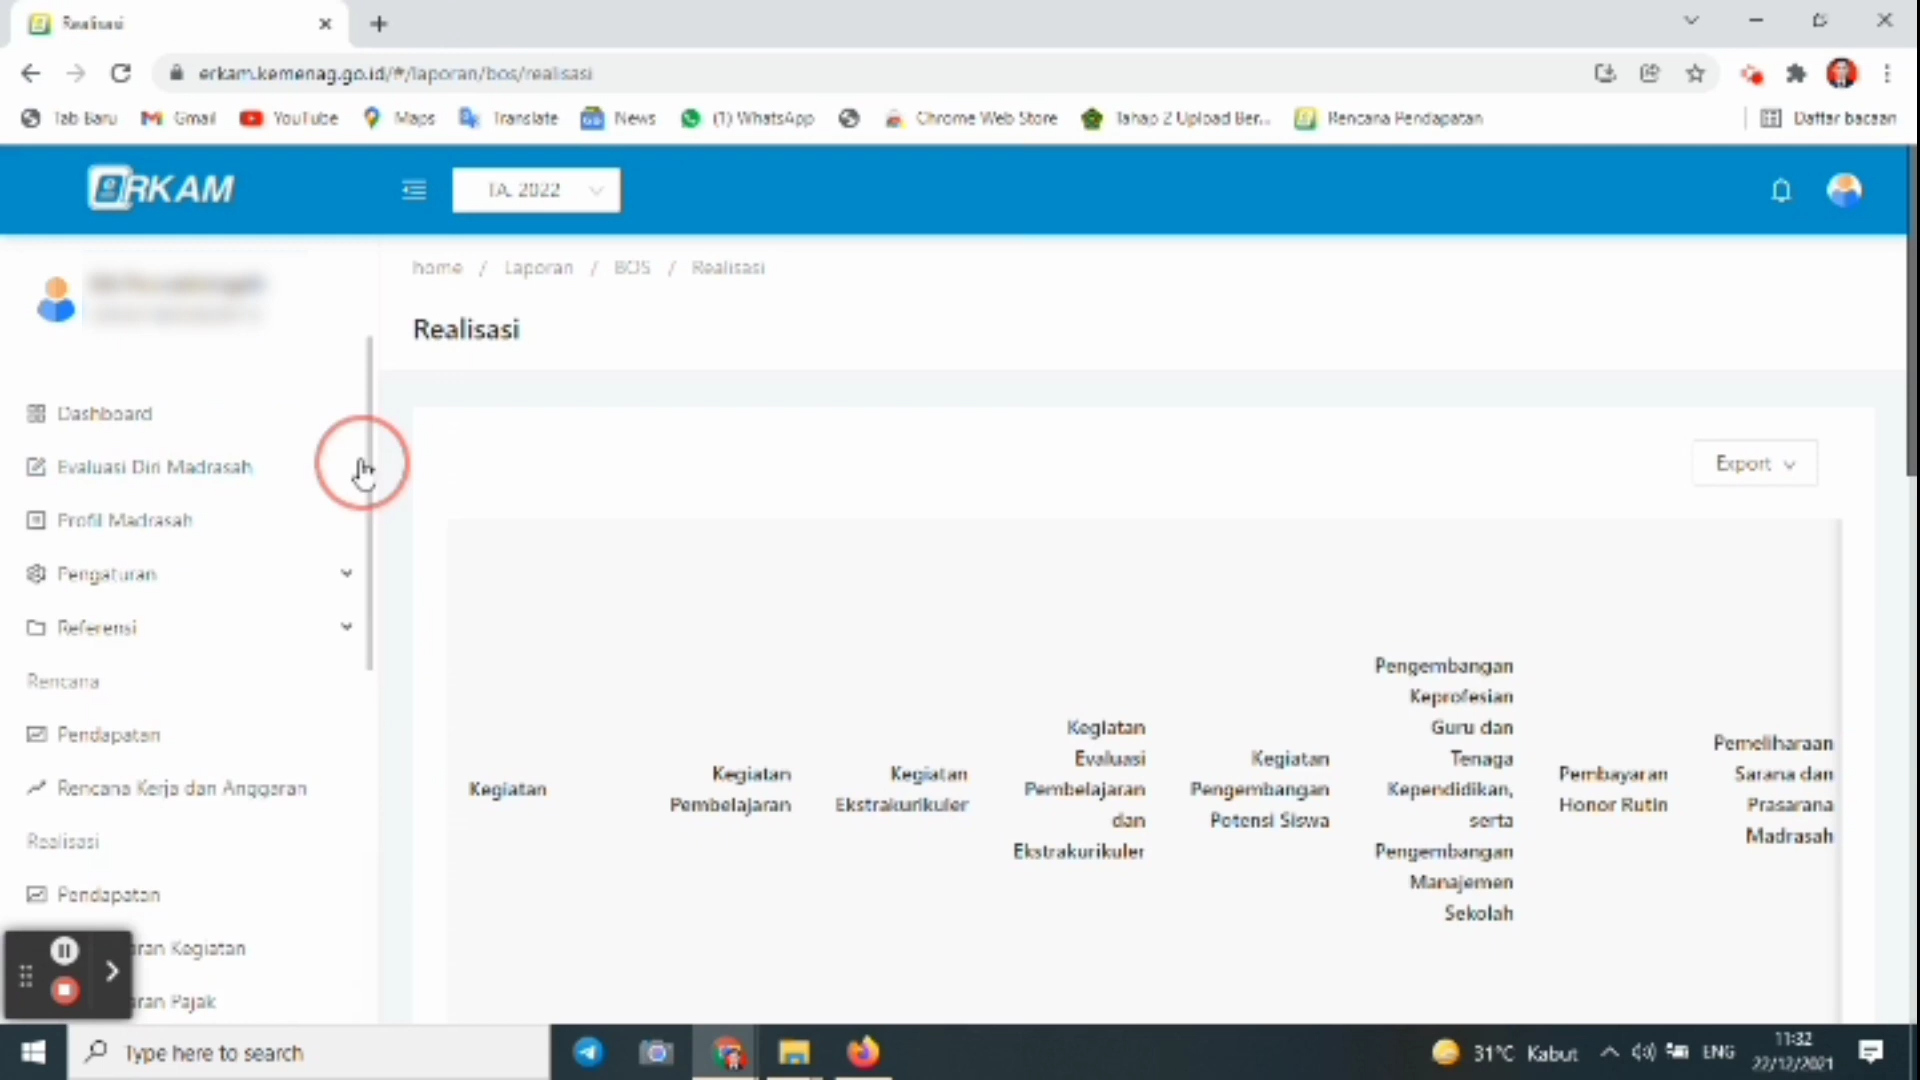 Realisasi
erkam.kemenag.go.id/#/laporan/bos/realisasi
Tab Baru Gmail YouTube Maps Translate News (1) WhatsApp Chrome Web Store Tahap 2 Upload Ber... Rencana Pendapatan Daftar bacaan
eRKAM TA. 2022
home / Laporan / BOS / Realisasi
Realisasi
Dashboard
Evaluasi Diri Madrasah
Profil Madrasah
Pengaturan
Referensi
Rencana
Pendapatan
Rencana Kerja dan Anggaran
Realisasi
Pendapatan
aran Kegiatan
aran Pajak
Export
Kegiatan
Kegiatan
Pembelajaran
Kegiatan
Ekstrakurikuler
Kegiatan
Evaluasi
Pembelajaran
dan
Ekstrakurikuler
Kegiatan
Pengembangan
Potensi Siswa
Pengembangan
Keprofesian
Guru dan
Tenaga
Kependidikan,
serta
Pengembangan
Manajemen
Sekolah
Pembayaran
Honor Rutin
Pemeliharaan
Sarana dan
Prasarana
Madrasah
Type here to search
31°C Kabut
ENG
11:32
22/12/2021